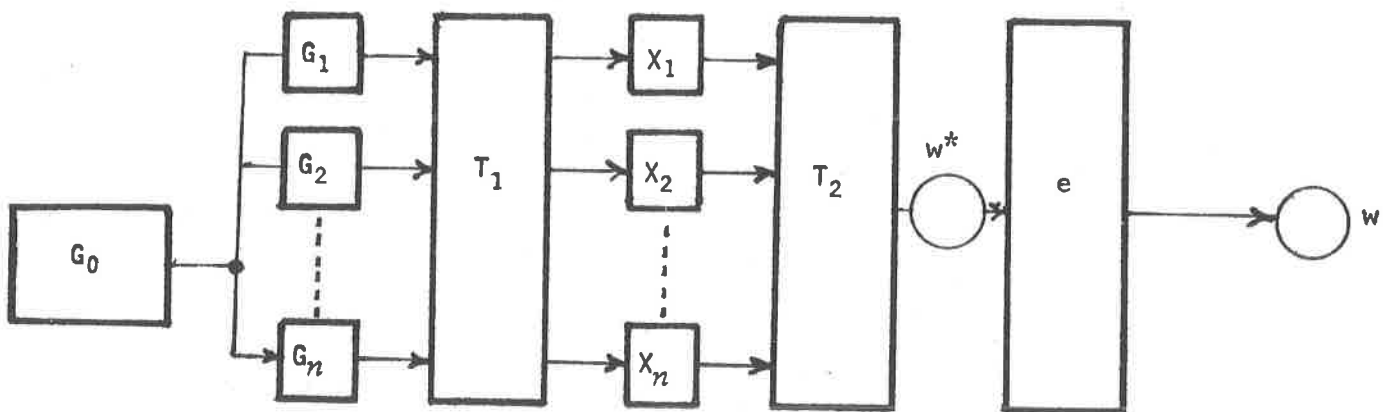 G₀
G₁
G₂
Gₙ
T₁
X₁
X₂
Xₙ
T₂
w*
e
w